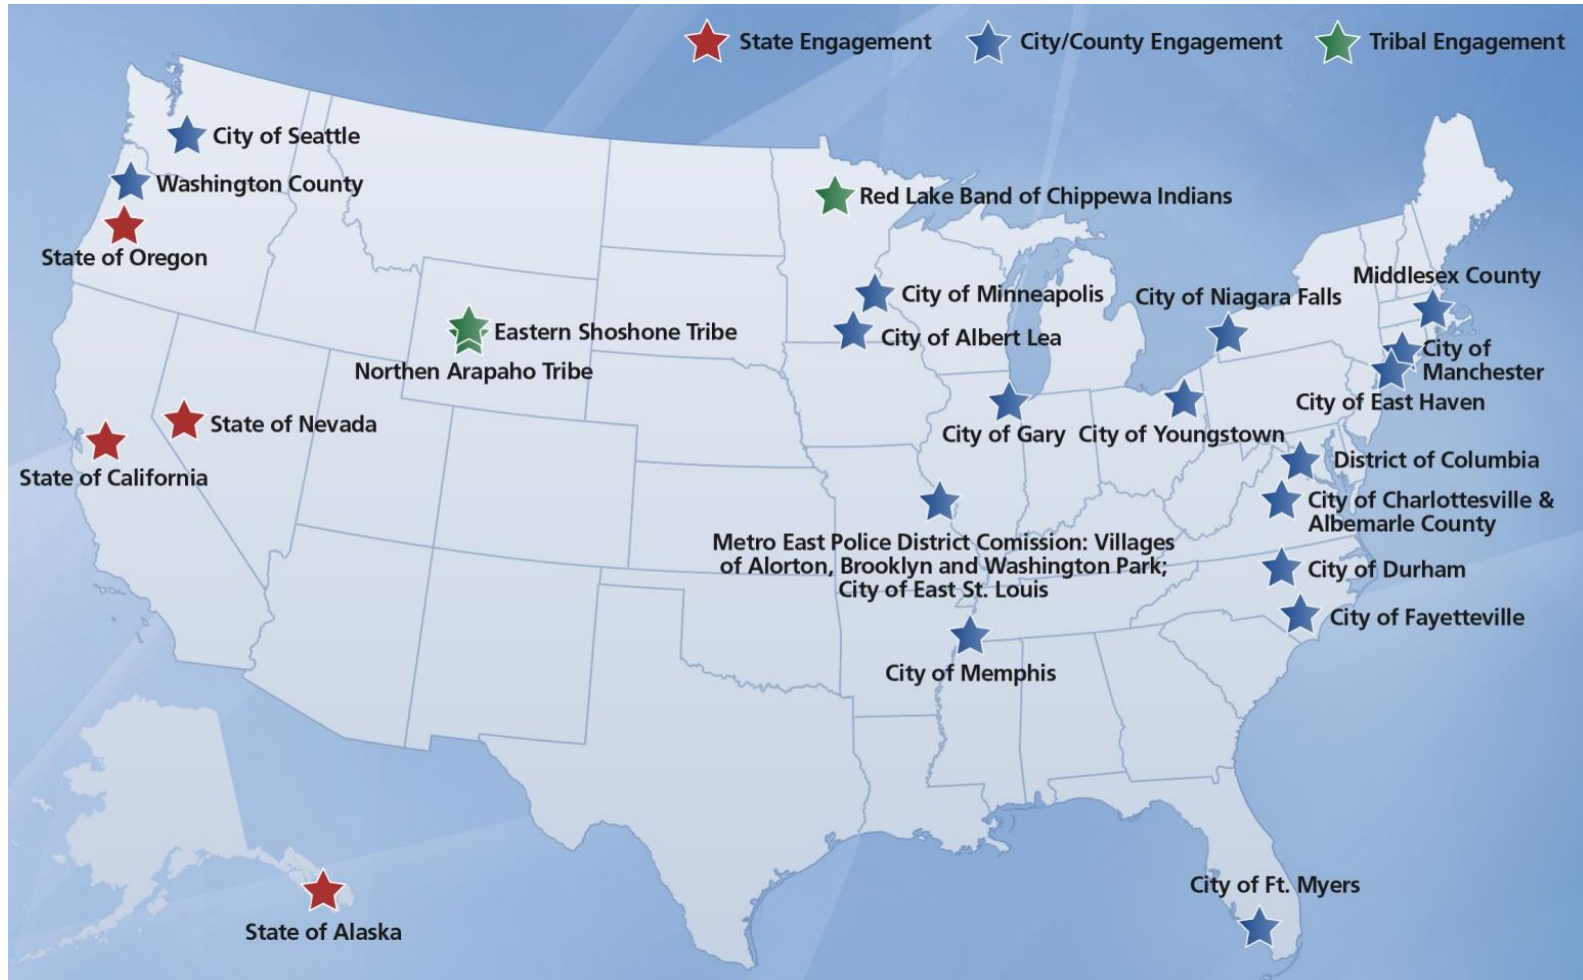 State Engagement
City/County Engagement
Tribal Engagement
City of Seattle
Washington County
State of Oregon
Red Lake Band of Chippewa Indians
Middlesex County
City of Minneapolis
City of Niagara Falls
Eastern Shoshone Tribe
City of Albert Lea
City of
Manchester
Northen Arapaho Tribe
City of East Haven
State of Nevada
City of Gary
City of Youngstown
State of California
District of Columbia
City of Charlottesville &
Albemarle County
Metro East Police District Comission: Villages
of Alorton, Brooklyn and Washington Park;
City of East St. Louis
City of Durham
City of Fayetteville
City of Memphis
City of Ft. Myers
State of Alaska